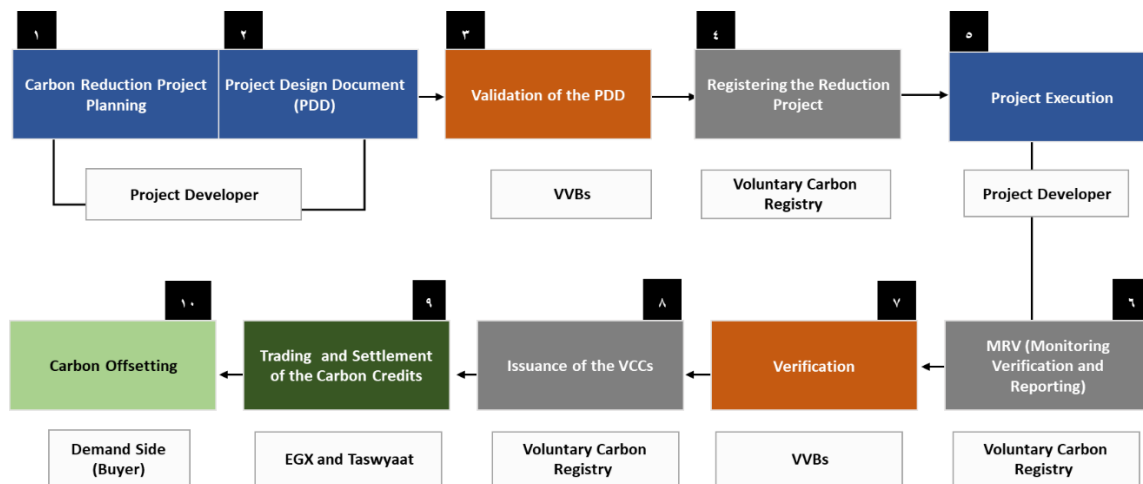 ١
٢
٣
٤
٥
Carbon Reduction Project
Planning
Project Design Document
(PDD)
Validation of the PDD
Registering the Reduction
Project
Project Execution
Project Developer
VVBs
Voluntary Carbon
Registry
Project Developer
١٠
٩
٨
٧
٦
Carbon Offsetting
Trading and Settlement
of the Carbon Credits
Issuance of the VCCs
Verification
MRV (Monitoring
Verification and
Reporting)
Demand Side
(Buyer)
EGX and Taswyaat
Voluntary Carbon
Registry
VVBs
Voluntary Carbon
Registry